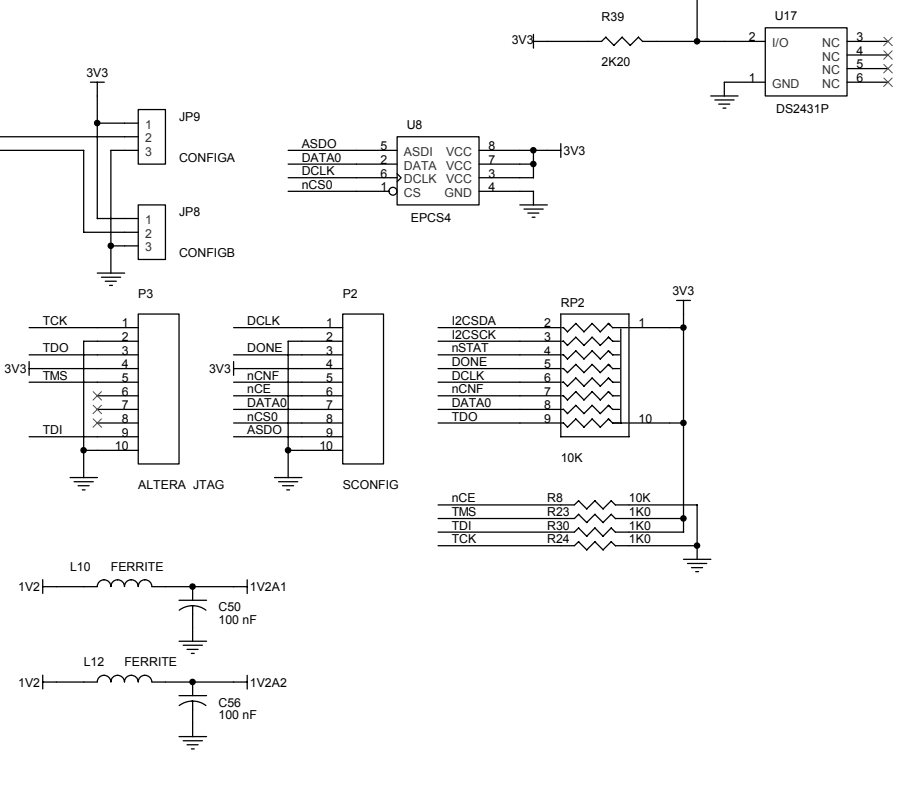 R39
3V3
2K20
U17
2 I/O NC 3
NC 4
NC 5
1 GND NC 6
DS2431P
3V3
JP9
1
2
3
CONFIGA
JP8
1
2
3
CONFIGB
U8
ASDO 5 ASDI VCC 8
DATA0 2 DATA VCC 7
DCLK 6 DCLK VCC 3
nCS0 1 CS GND 4
3V3
EPCS4
P3
TCK 1
2
TDO 3
3V3 4
TMS 5
6
7
8
TDI 9
10
ALTERA JTAG
P2
DCLK 1
2
DONE 3
3V3 4
nCNF 5
nCE 6
DATA0 7
nCS0 8
ASDO 9
10
SCONFIG
3V3
RP2
I2CSDA 2 1
I2CSCK 3
nSTAT 4
DONE 5
DCLK 6
nCNF 7
DATA0 8
TDO 9 10
10K
nCE R8 10K
TMS R23 1K0
TDI R30 1K0
TCK R24 1K0
L10 FERRITE
1V2 1V2A1
C50
100 nF
L12 FERRITE
1V2 1V2A2
C56
100 nF